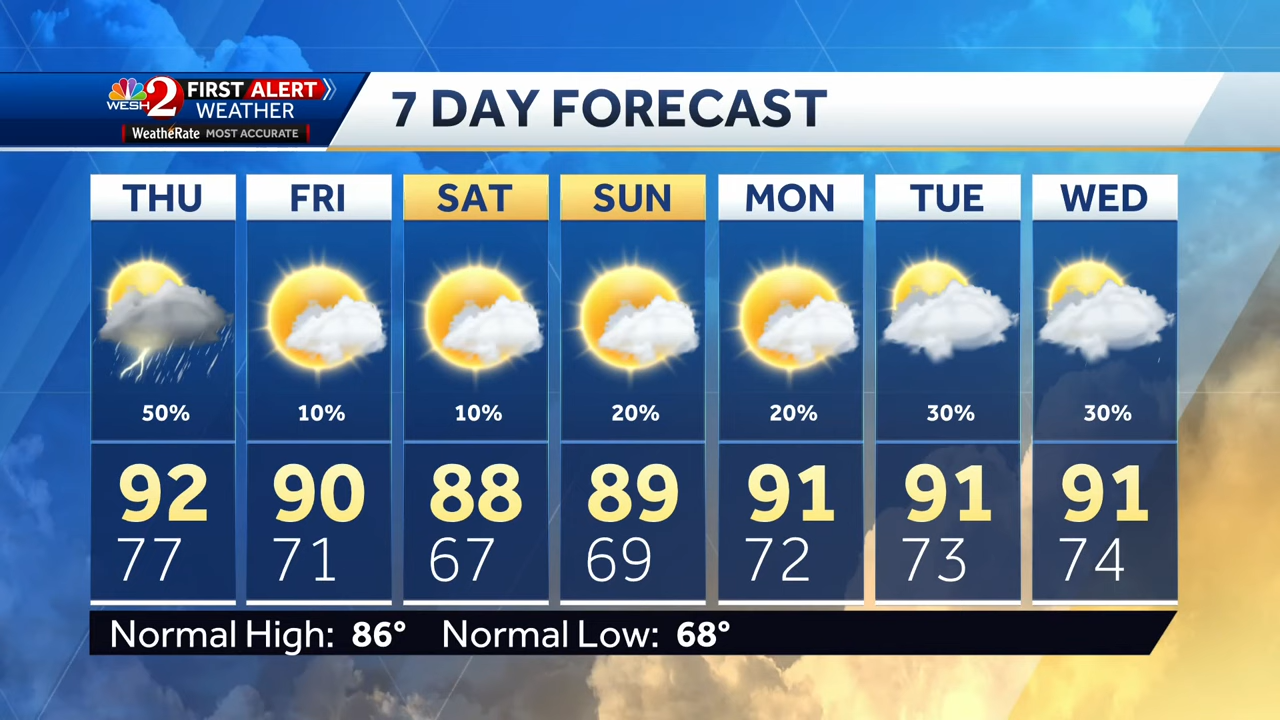 WESH 2 FIRST ALERT
WEATHER
WeatheRate MOST ACCURATE
7 DAY FORECAST
THU FRI SAT SUN MON TUE WED
50% 10% 10% 20% 20% 30% 30%
92 90 88 89 91 91 91
77 71 67 69 72 73 74
Normal High: 86° Normal Low: 68°